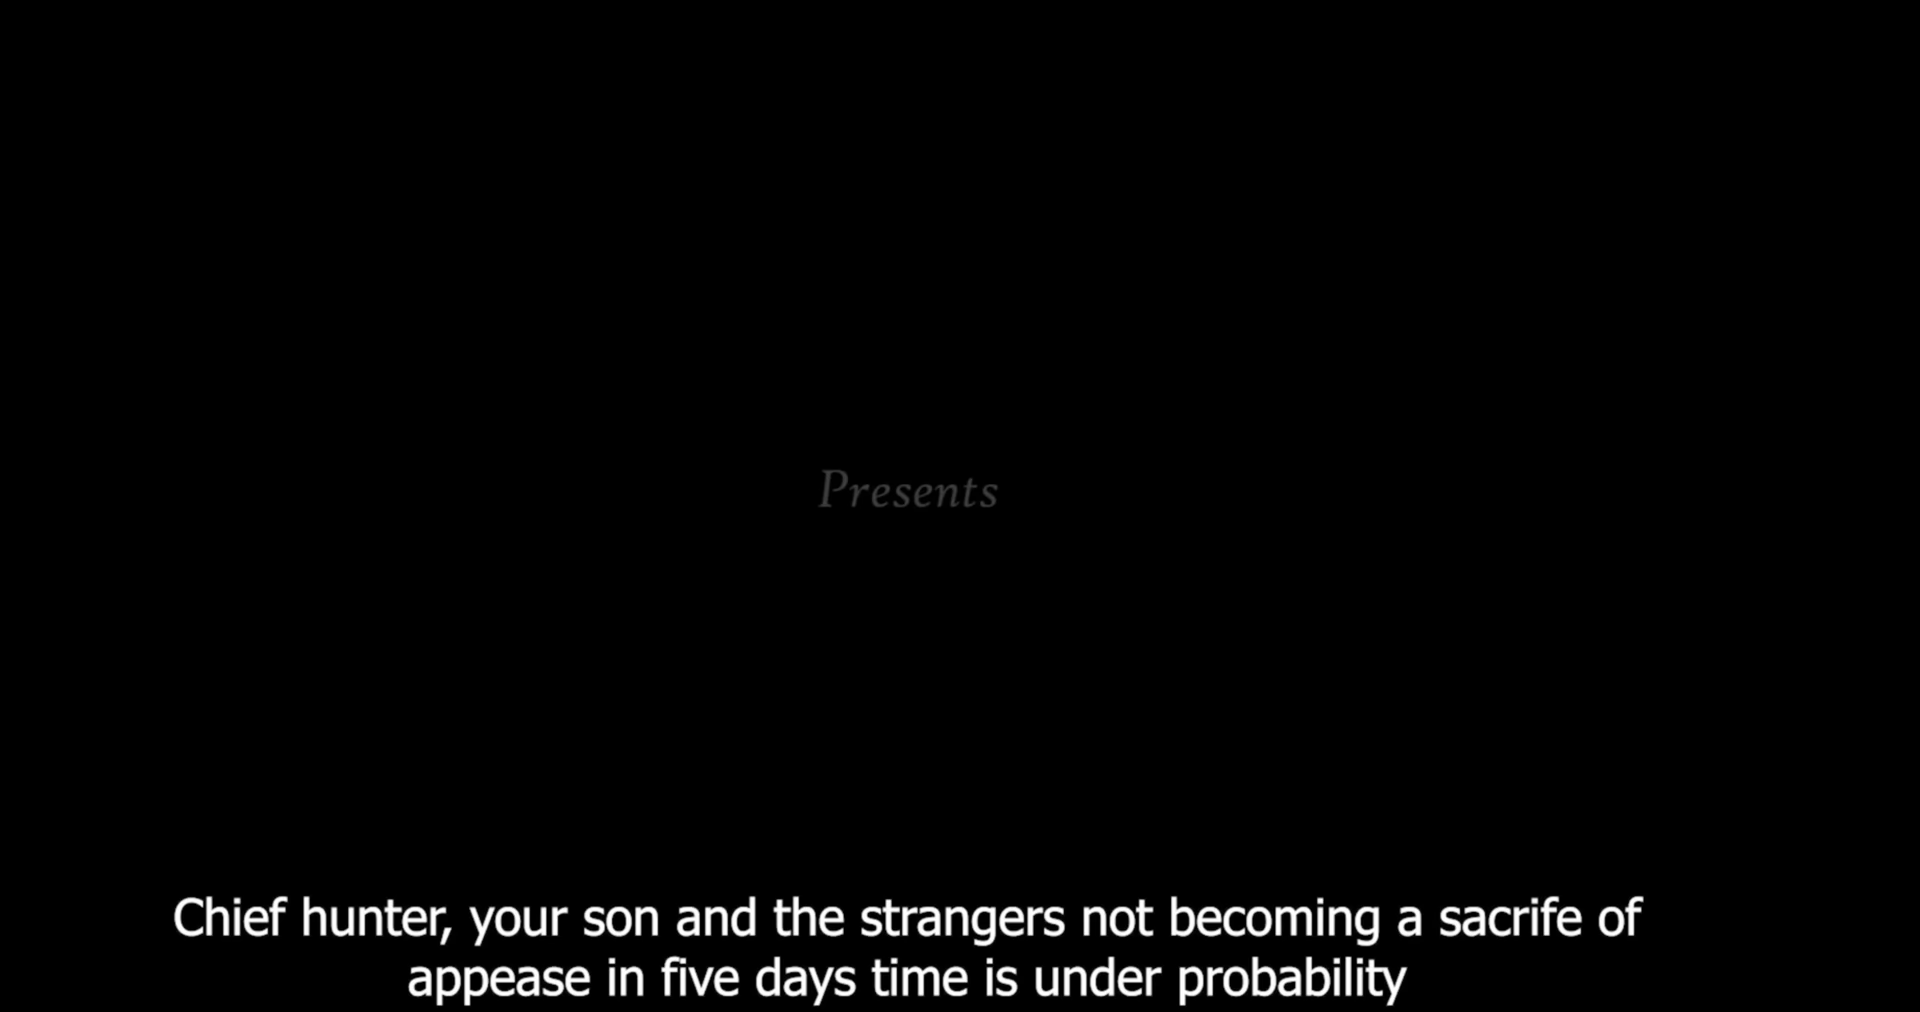 Presents
Chief hunter, your son and the strangers not becoming a sacrife of
appease in five days time is under probability